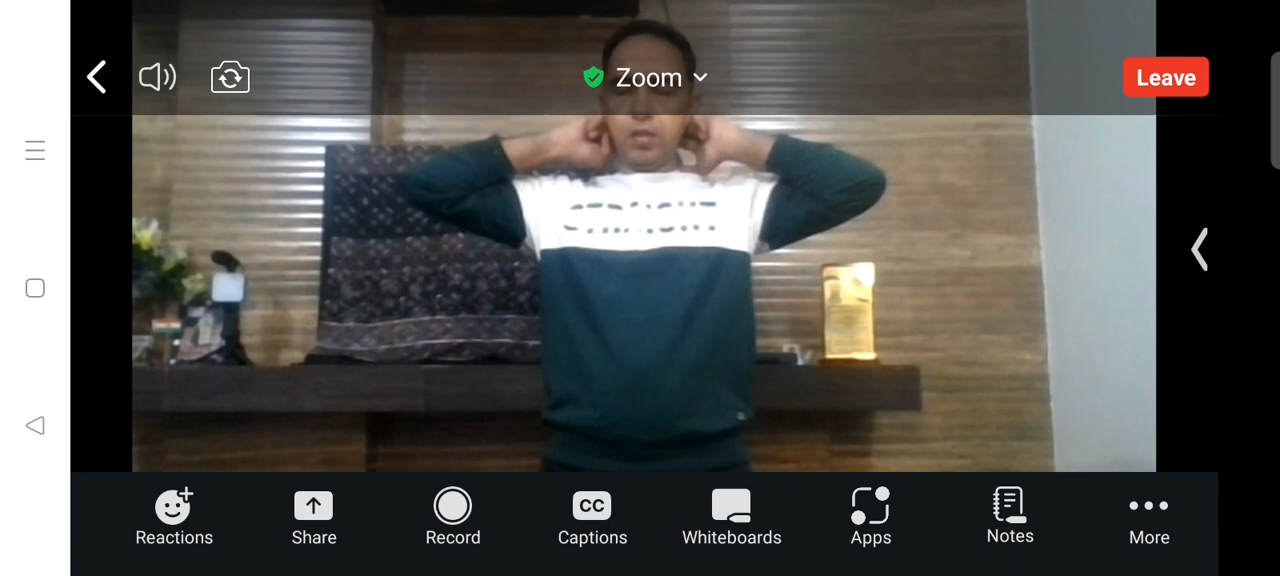 Zoom
Leave
Reactions
Share
Record
CC
Captions
Whiteboards
Apps
Notes
More